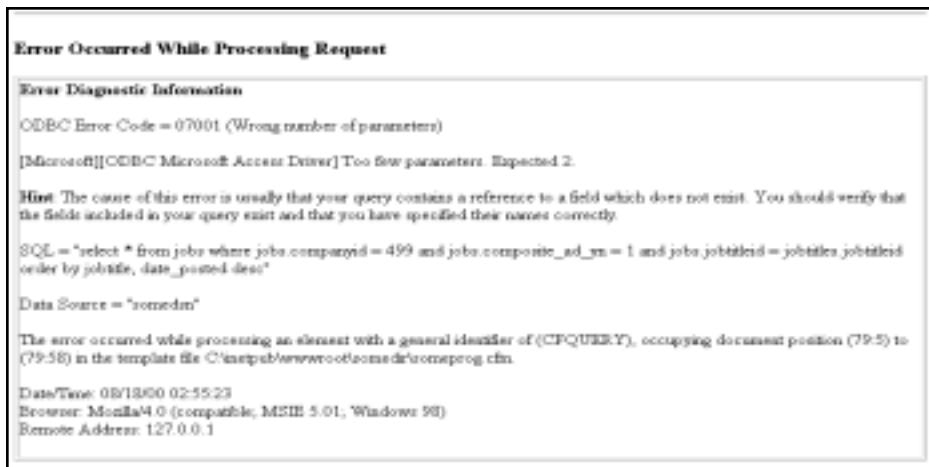 Error Occurred While Processing Request
Error Diagnostic Information
ODBC Error Code = 07001 (Wrong number of parameters)
[Microsoft][ODBC Microsoft Access Driver] Too few parameters. Expected 2.
Hint: The cause of this error is usually that your query contains a reference to a field which does not exist. You should verify that
the fields included in your query exist and that you have specified their names correctly.
SQL = "select * from jobs where jobs.companyid = 499 and jobs.composite_ad_yn = 1 and jobs.jobtitleid = jobtitles.jobtitleid
order by jobtitle, date_posted desc"
Data Source = "somedsn"
The error occurred while processing an element with a general identifier of (CFQUERY), occupying document position (79:5) to
(79:58) in the template file C:\inetpub\wwwroot\somedir\someprog.cfm.
Date/Time: 08/18/00 02:55:23
Browser: Mozilla/4.0 (compatible; MSIE 5.01; Windows 98)
Remote Address: 127.0.0.1